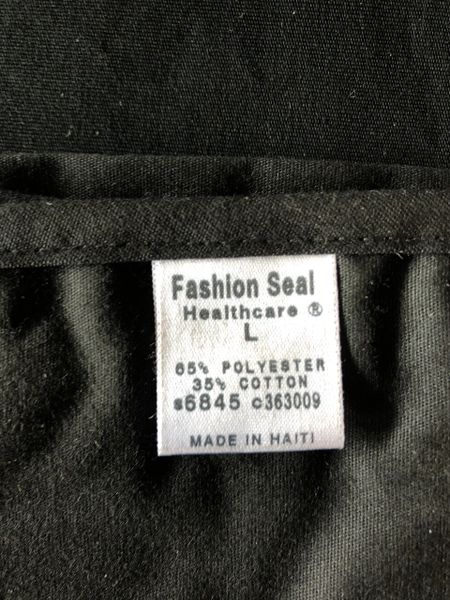 Fashion Seal
Healthcare ®
L
65% POLYESTER
35% COTTON
s6845 c363009
MADE IN HAITI